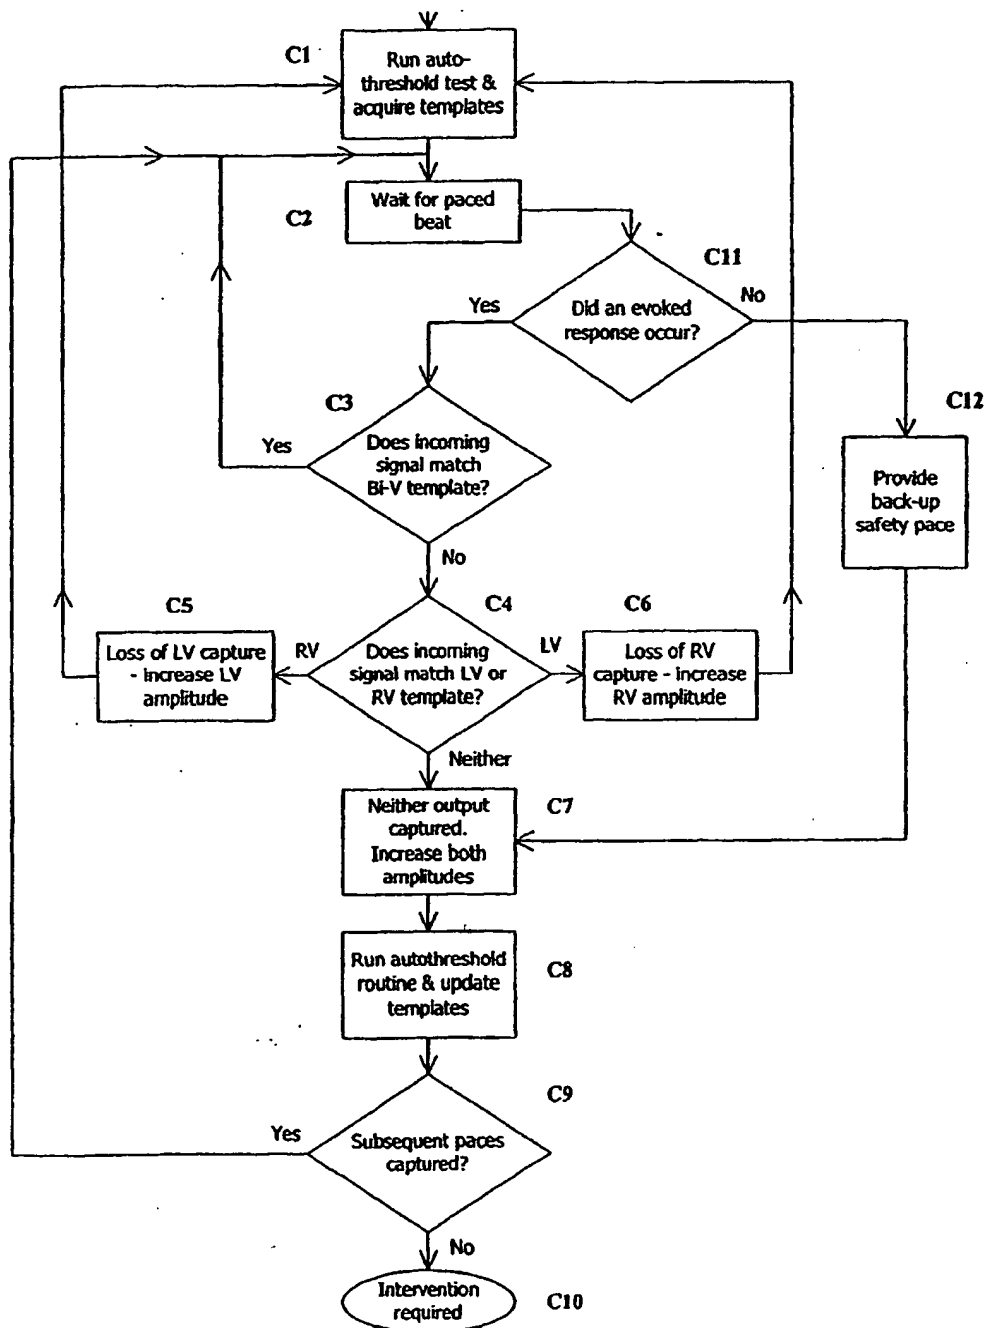 C1
Run auto-
threshold test &
acquire templates
C2
Wait for paced
beat
C11
Yes
Did an evoked
response occur?
No
C3
Yes
Does incoming
signal match
Bi-V template?
No
C12
Provide
back-up
safety pace
C5
Loss of LV capture
- Increase LV
amplitude
RV
C4
Does incoming
signal match LV or
RV template?
LV
C6
Loss of RV
capture - Increase
RV amplitude
Neither
Neither output
captured.
Increase both
amplitudes
C7
Run autothreshold
routine & update
templates
C8
C9
Yes
Subsequent paces
captured?
No
Intervention
required
C10